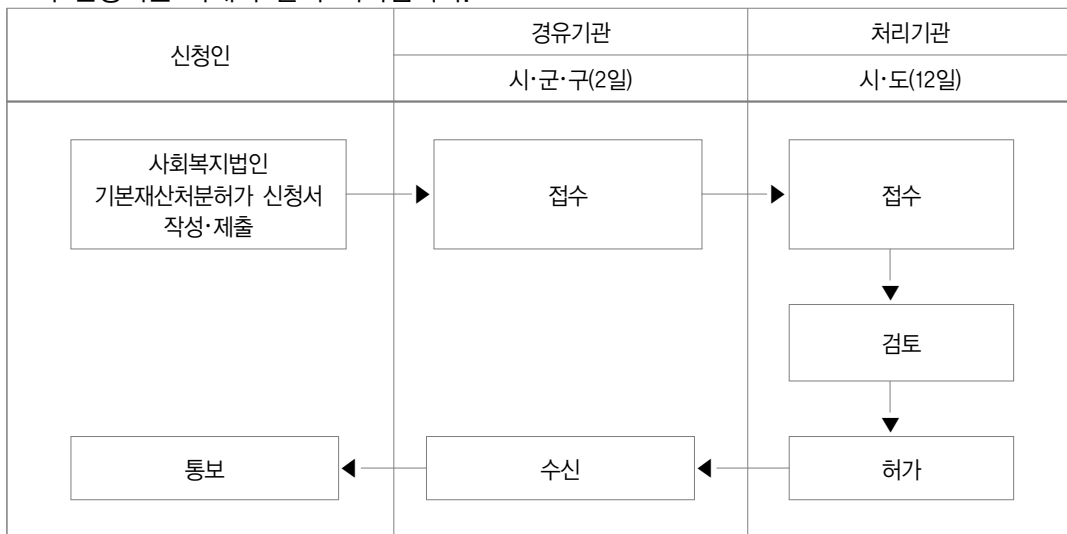 신청인
경유기관
처리기관
시·군·구(2일)
시·도(12일)
사회복지법인
기본재산처분허가 신청서
작성·제출
접수
접수
검토
통보
수신
허가